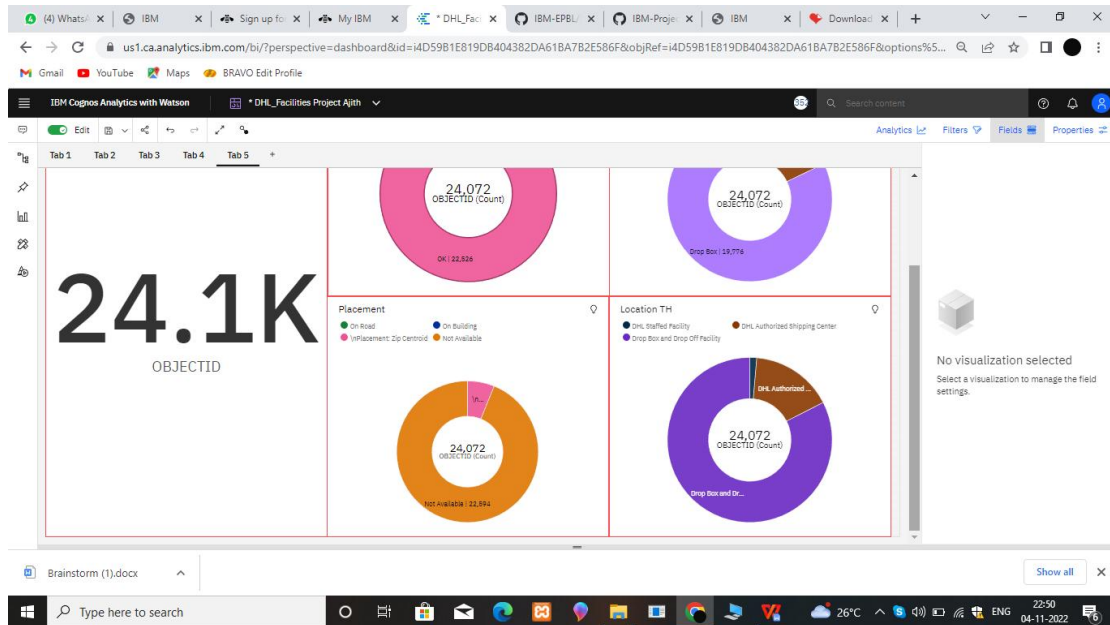 (4) WhatsA
IBM
Sign up fo
My IBM
* DHL_Faci
IBM-EPBL/
IBM-Projec
IBM
Download
us1.ca.analytics.ibm.com/bi/?perspective=dashboard&id=i4D59B1E819DB404382DA61BA7B2E586F&objRef=i4D59B1E819DB404382DA61BA7B2E586F&options%5...
Gmail YouTube Maps BRAVO Edit Profile
IBM Cognos Analytics with Watson * DHL_Facilities Project Ajith Search content
Edit Analytics Filters Fields Properties
Tab 1 Tab 2 Tab 3 Tab 4 Tab 5 +
24.1K
OBJECTID
24,072
OBJECTID (Count)
OK | 22,526
24,072
OBJECTID (Count)
Drop Box | 19,776
Placement
On Road On Building
\nPlacement: Zip Centroid Not Available
\n...
24,072
OBJECTID (Count)
Not Available | 22,594
Location TH
DHL Staffed Facility DHL Authorized Shipping Center
Drop Box and Drop Off Facility
DHL Authorized ...
24,072
OBJECTID (Count)
Drop Box and Dr...
No visualization selected
Select a visualization to manage the field
settings.
Brainstorm (1).docx
Show all
Type here to search
26°C
ENG
22:50
04-11-2022
6